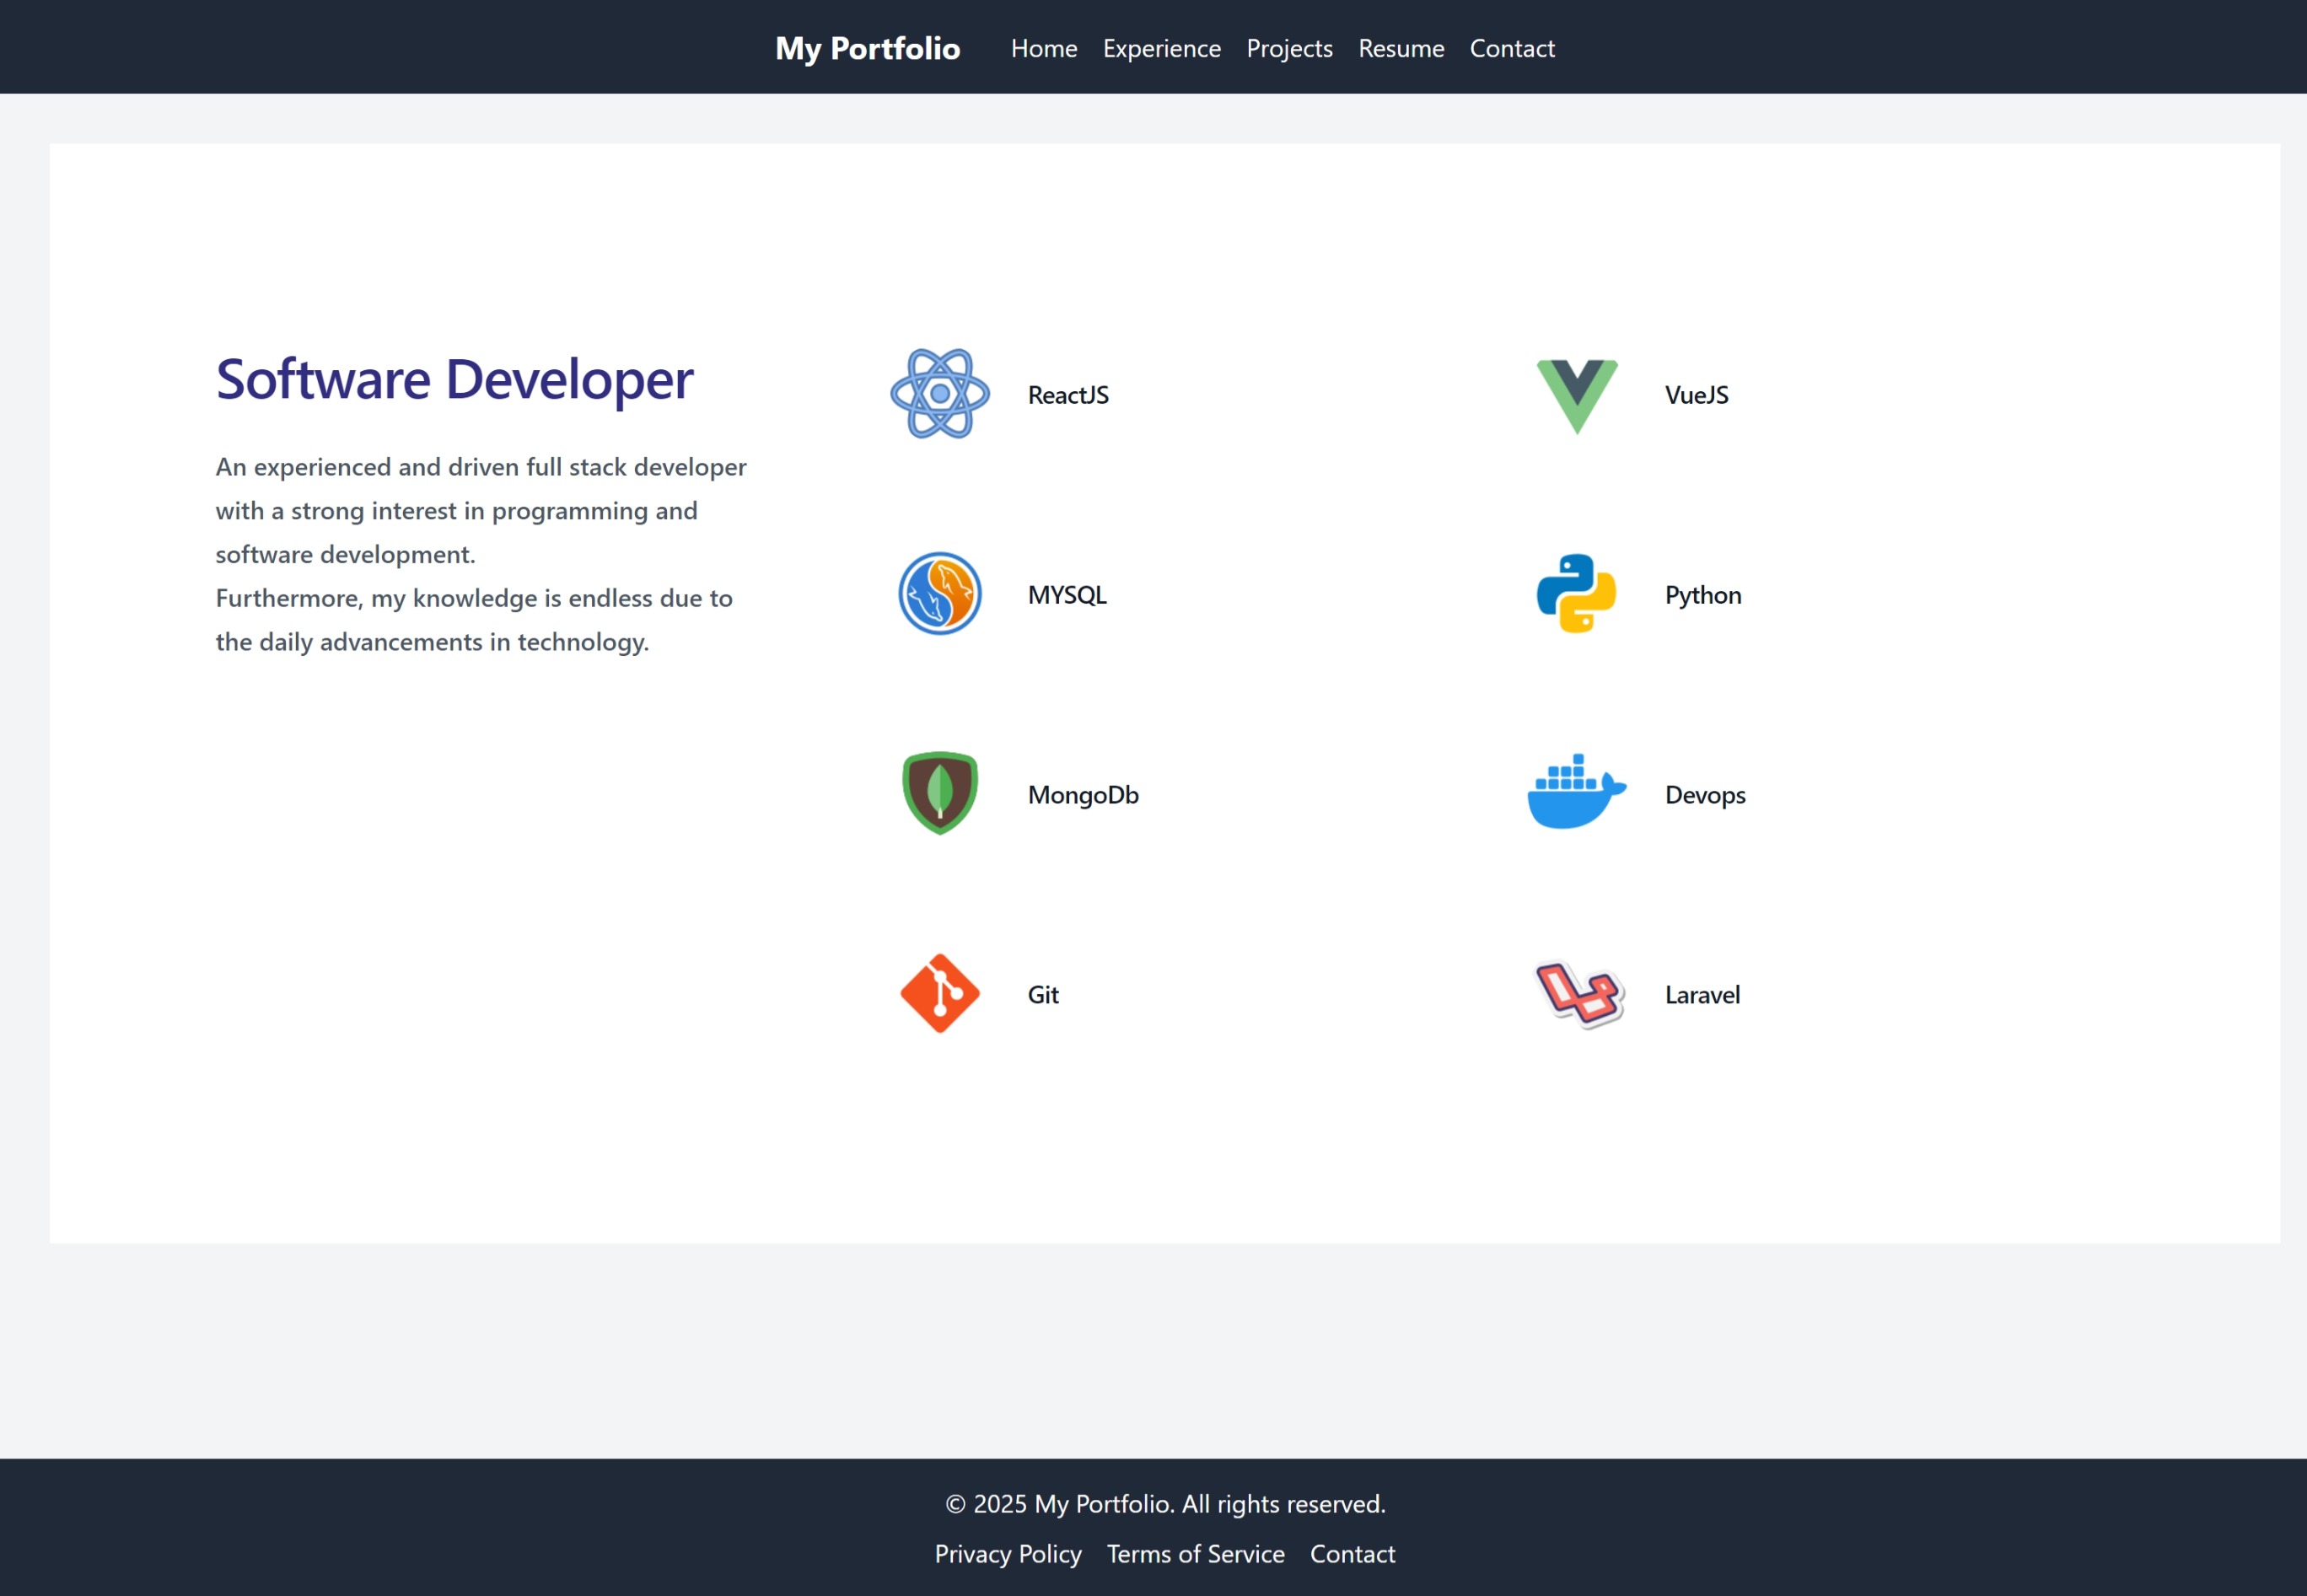 My Portfolio Home Experience Projects Resume Contact
Software Developer
An experienced and driven full stack developer
with a strong interest in programming and
software development.
Furthermore, my knowledge is endless due to
the daily advancements in technology.
ReactJS
VueJS
MYSQL
Python
MongoDb
Devops
Git
Laravel
© 2025 My Portfolio. All rights reserved.
Privacy Policy Terms of Service Contact